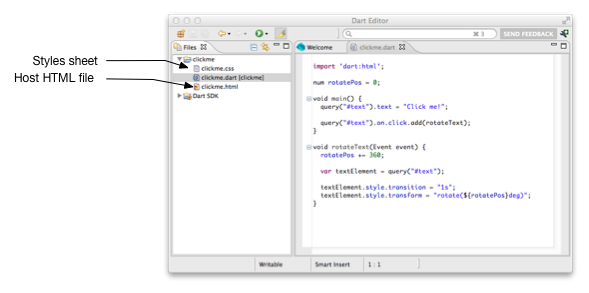 Dart Editor
⌘ 3
SEND FEEDBACK
Files
Welcome
clickme.dart
Styles sheet
Host HTML file
clickme
clickme.css
clickme.dart [clickme]
clickme.html
Dart SDK
import 'dart:html';
num rotatePos = 0;
void main() {
query("#text").text = "Click me!";
query("#text").on.click.add(rotateText);
}
void rotateText(Event event) {
rotatePos += 360;
var textElement = query("#text");
textElement.style.transition = "1s";
textElement.style.transform = "rotate(${rotatePos}deg)";
}
Writable
Smart Insert
1 : 1